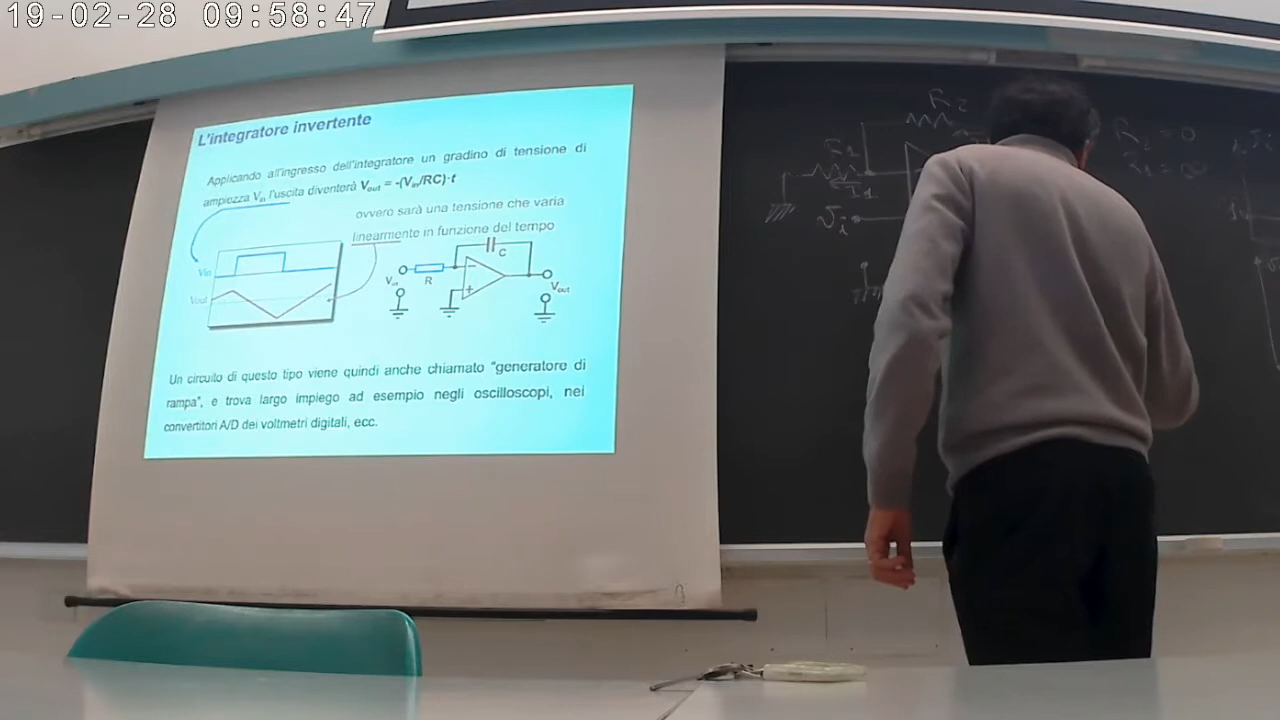 19-02-28 09:58:47
L'integratore invertente
Applicando all'ingresso dell'integratore un gradino di tensione di
ampiezza Vin l'uscita diventerà Vout = -(Vin/RC)·t
ovvero sarà una tensione che varia
linearmente in funzione del tempo
Vin
Vout
Vin
R
C
-
+
Vout
Un circuito di questo tipo viene quindi anche chiamato "generatore di
rampa", e trova largo impiego ad esempio negli oscilloscopi, nei
convertitori A/D dei voltmetri digitali, ecc.
R2
R1
I1
Vi